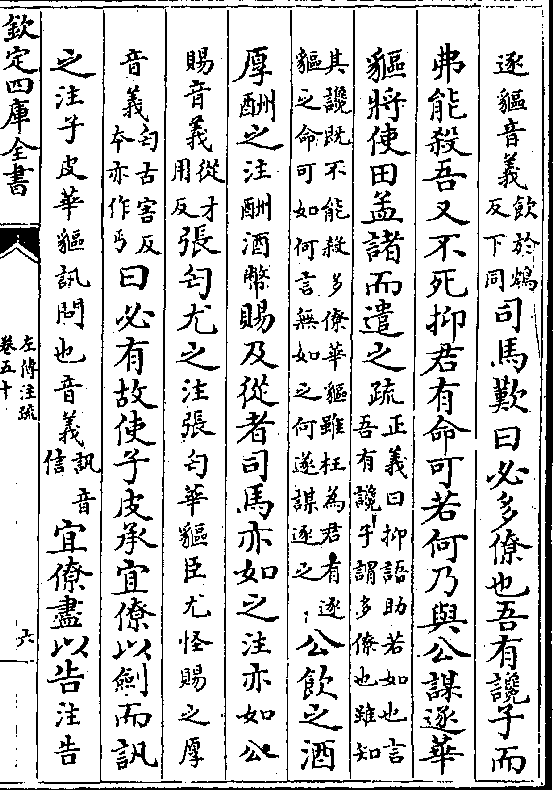 逐貙音義飲於鴆反下同司馬歎曰必多僚也吾有讒子而
弗能殺吾又不死抑君有命可若何乃與公謀逐華
貙將使田孟諸而遣之疏正義曰抑語助若如也言吾有讒子謂多僚也雖知
其讒既不能殺多僚華貙雖枉為君有逐貙之命可如何言無如之何遂謀逐之公飲之酒
厚酬之注酬酒幣賜及從者司馬亦如之注亦如公
賜音義從才用反張匄尤之注張匄華貙臣尤怪賜之厚
音義匄古害反本亦作丐曰必有故使子皮承宜僚以劍而訊
之注子皮華貙訊問也音義訊音信宜僚盡以告注告
欽定四庫全書
左傳注疏
卷五十
六